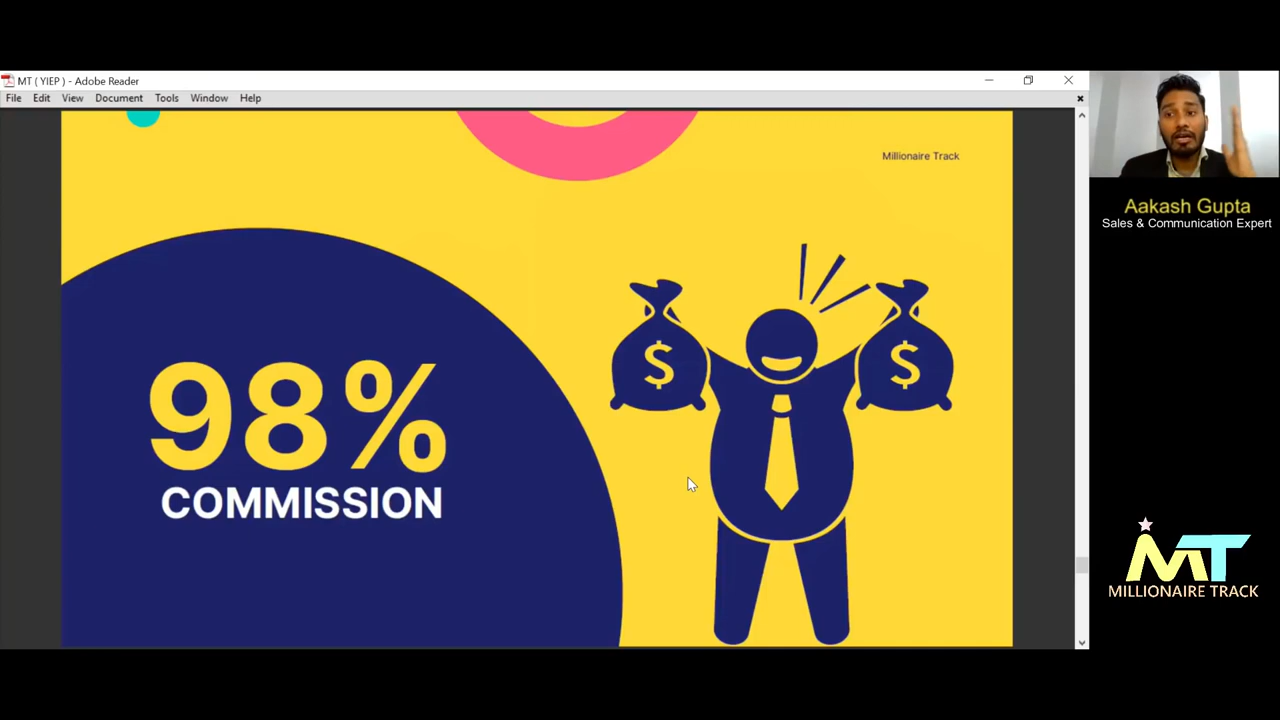 MT ( YIEP ) - Adobe Reader
File Edit View Document Tools Window Help
Millionaire Track
98%
COMMISSION
$ $
Aakash Gupta
Sales & Communication Expert
MT
MILLIONAIRE TRACK